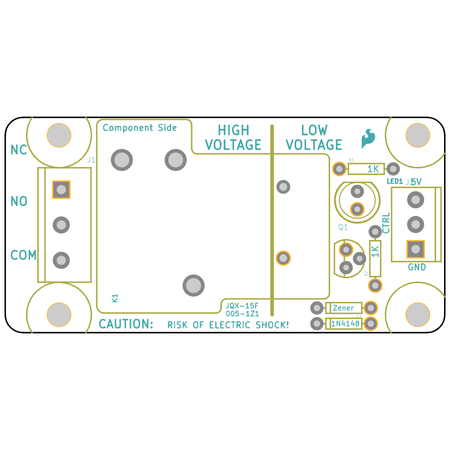 Component Side
HIGH
VOLTAGE
LOW
VOLTAGE
NC
J1
NO
COM
1K
LED1
5V
CTRL
Q1
1K
GND
K1
JQX-15F
005-1Z1
Zener
1N4148
CAUTION: RISK OF ELECTRIC SHOCK!